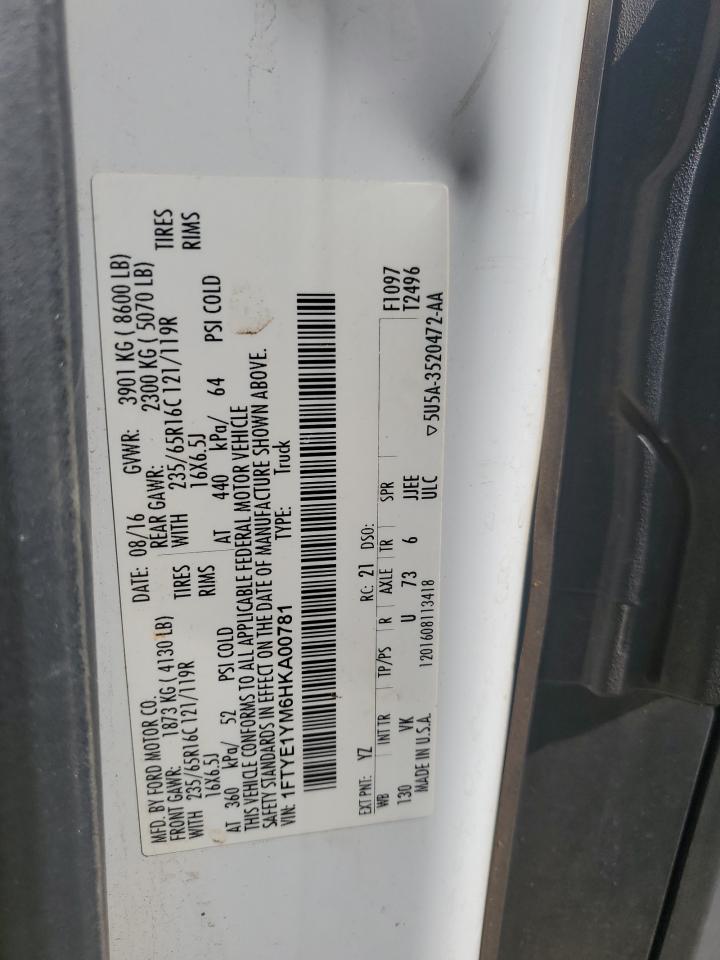 MFD. BY FORD MOTOR CO. DATE: 08/16 GVWR: 3901 KG ( 8600 LB)
FRONT GAWR: 1873 KG ( 4130 LB) REAR GAWR: 2300 KG ( 5070 LB)
WITH 235/65R16C 121/119R TIRES WITH 235/65R16C 121/119R TIRES
16X6.5J RIMS 16X6.5J RIMS
AT 360 kPa/ 52 PSI COLD AT 440 kPa/ 64 PSI COLD
THIS VEHICLE CONFORMS TO ALL APPLICABLE FEDERAL MOTOR VEHICLE
SAFETY STANDARDS IN EFFECT ON THE DATE OF MANUFACTURE SHOWN ABOVE.
VIN: 1FTYE1YM6HKA00781 TYPE: Truck
EXT PNT: YZ RC: 21 DSO: F1097
WB INT TR TP/PS R AXLE TR SPR T2496
130 VK U 73 6 JJEE
MADE IN U.S.A. 1201608113418 ULC
▽5U5A-3520472-AA